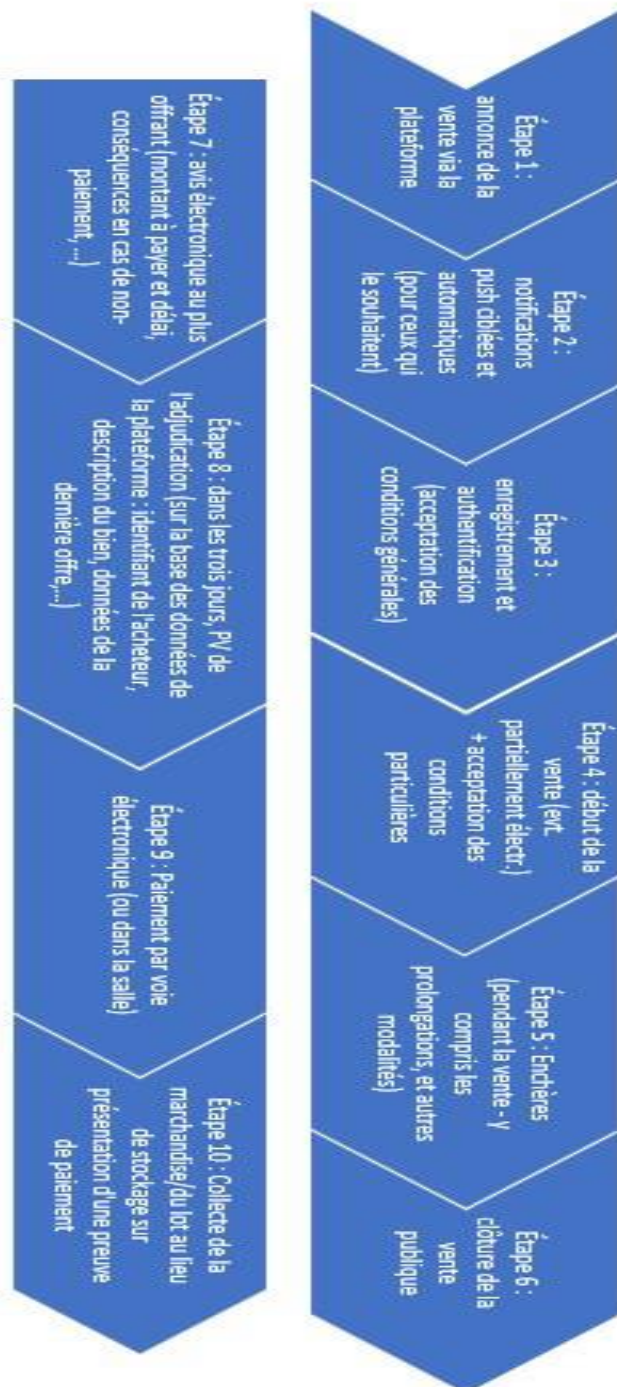 Étape 1 :
annonce de la
vente via la
plateforme
Étape 2 :
notifications
push ciblées et
automatiques
(pour ceux qui
le souhaitent)
Étape 3 :
enregistrement et
authentification
(acceptation des
conditions générales)
Étape 4 : début de la
vente (evt.
partiellement électr.)
+ acceptation des
conditions
particulières
Étape 5 : Enchères
(pendant la vente - y
compris les
prolongations, et autres
modalités)
Étape 6 :
clôture de la
vente
publique
Étape 7 : avis électronique au plus
offrant (montant à payer et délai,
conséquences en cas de non-
paiement, ...)
Étape 8 : dans les trois jours, PV de
l'adjudication (sur la base des données de
la plateforme : identifiant de l'acheteur,
description du bien, données de la
dernière offre,...)
Étape 9 : Paiement par voie
électronique (ou dans la salle)
Étape 10 : Collecte de la
marchandise/du lot au lieu
de stockage sur
présentation d'une preuve
de paiement